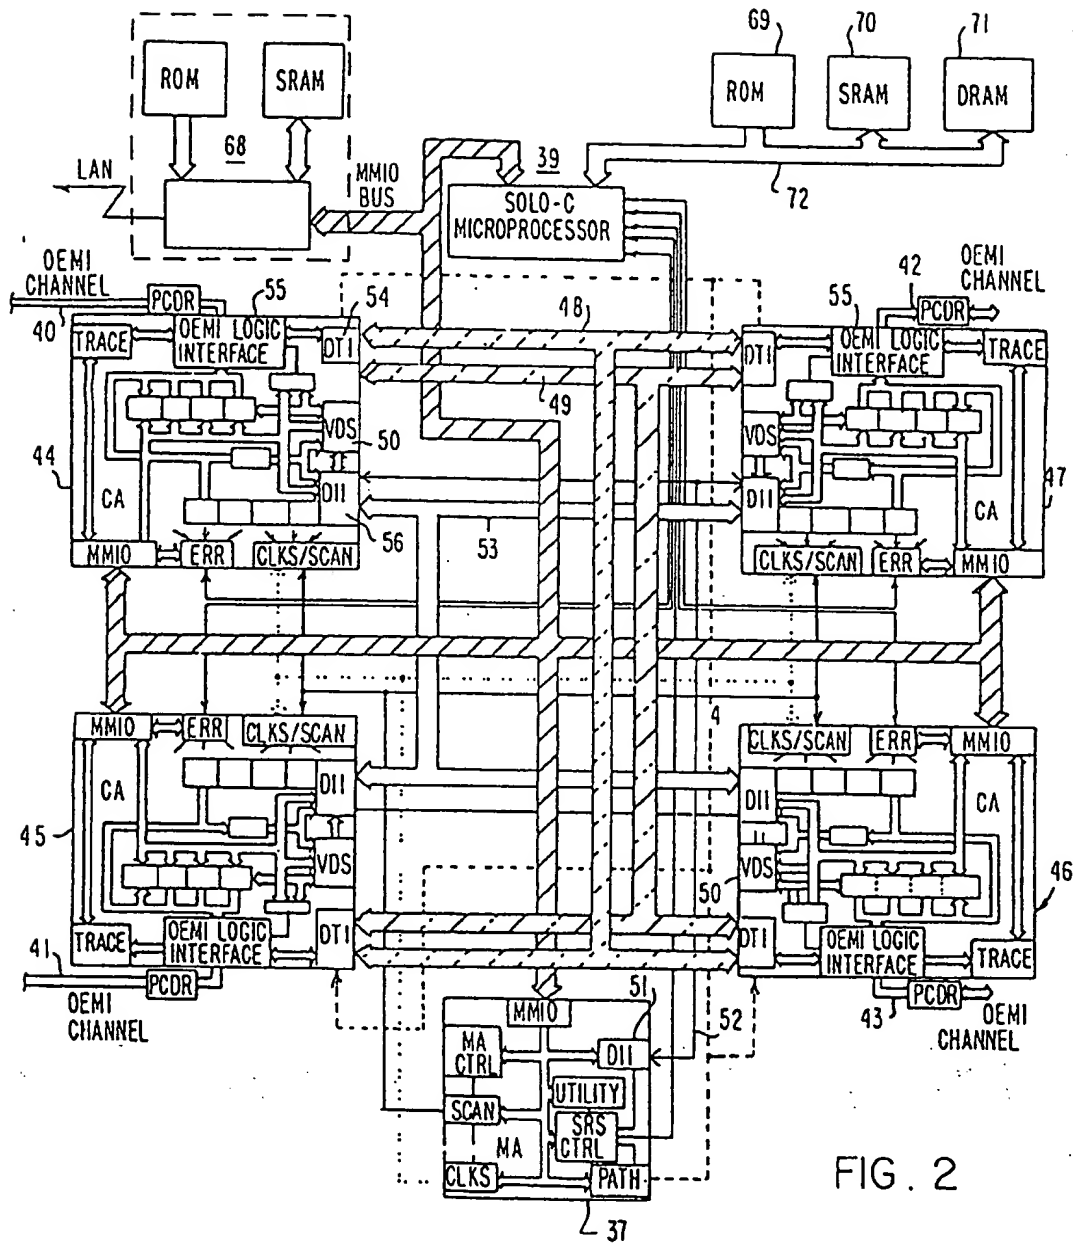 69
70
71
ROM
SRAM
68
ROM
SRAM
DRAM
LAN
MMIO
BUS
39
SOLO-C
MICROPROCESSOR
72
OEMI
CHANNEL
PCDR
40
55
54
48
42
OEMI
CHANNEL
55
PCDR
TRACE
OEMI LOGIC
INTERFACE
DTI
DTI
OEMI LOGIC
INTERFACE
TRACE
49
VDS
50
VDS
44
DII
DII
47
CA
56
53
CA
MMIO
ERR
CLKS/SCAN
CLKS/SCAN
ERR
MMIO
4
MMIO
ERR
CLKS/SCAN
CLKS/SCAN
ERR
MMIO
CA
DII
DII
CA
45
VDS
VDS
50
46
TRACE
OEMI LOGIC
INTERFACE
DTI
DTI
OEMI LOGIC
INTERFACE
TRACE
41
PCDR
OEMI
CHANNEL
43
PCDR
OEMI
CHANNEL
MMIO
51
52
MA
CTRL
DII
UTILITY
SCAN
SRS
CTRL
MA
CLKS
PATH
37
FIG. 2